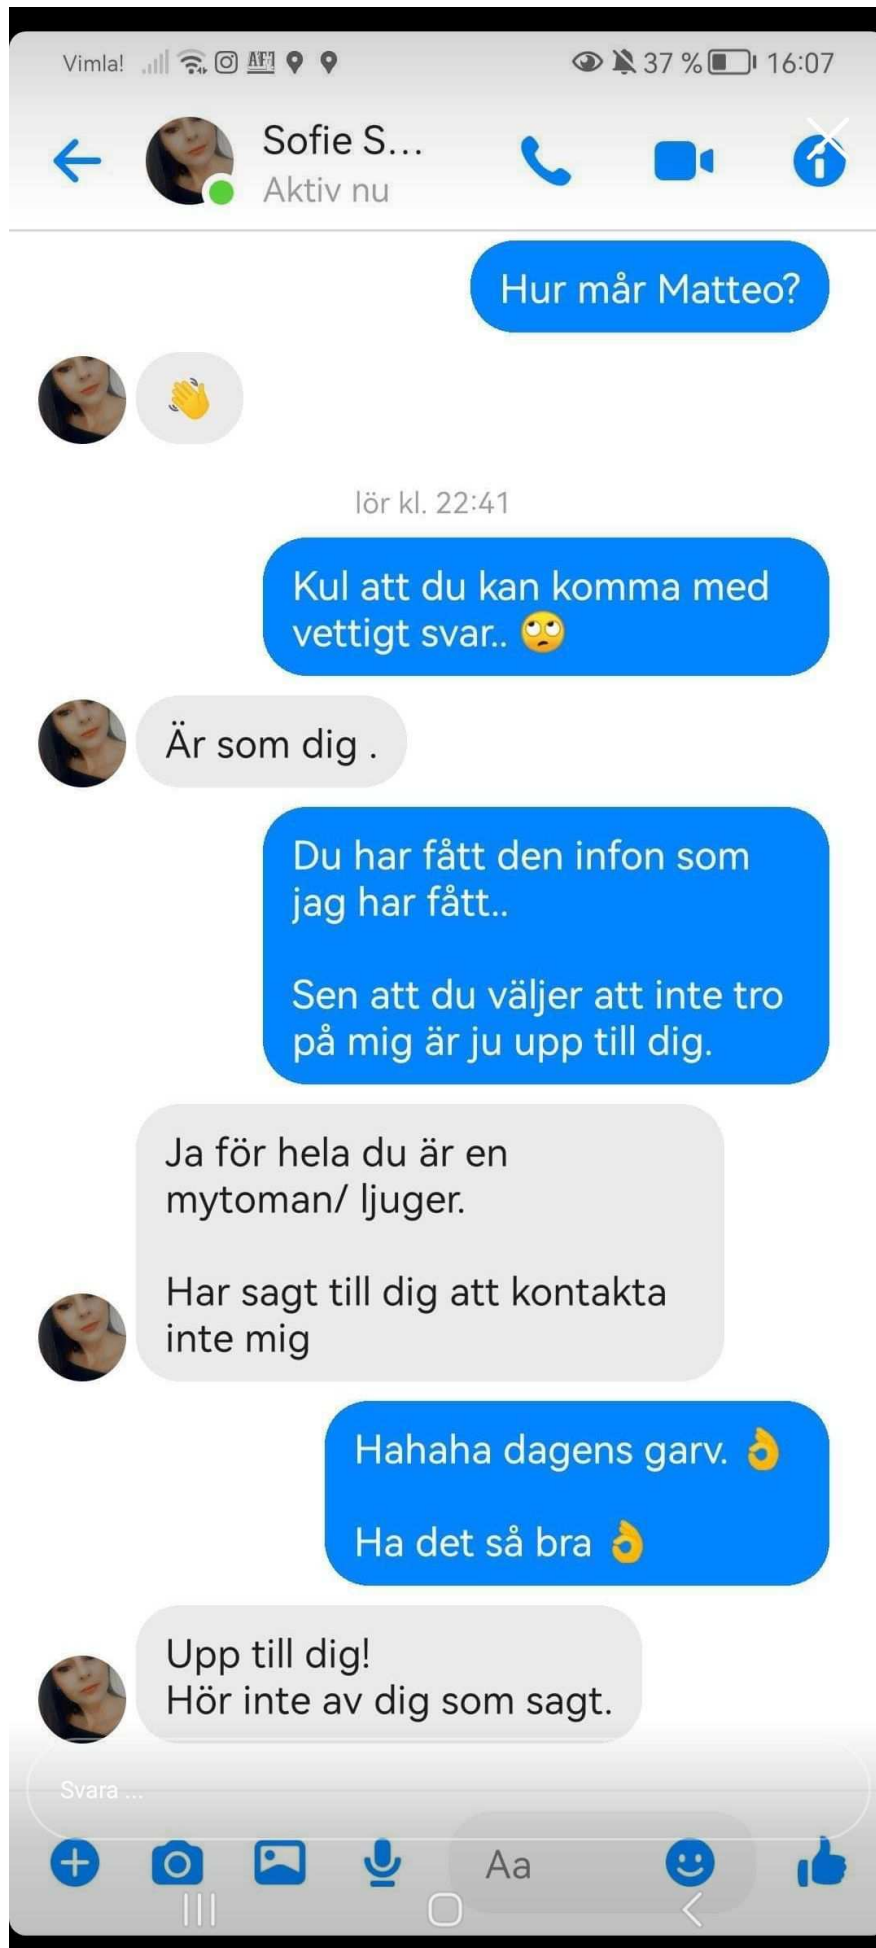 Vimla! 37 % 16:07
Sofie S...
Aktiv nu
Hur mår Matteo?
👋
lör kl. 22:41
Kul att du kan komma med
vettigt svar.. 🙄
Är som dig .
Du har fått den infon som
jag har fått..
Sen att du väljer att inte tro
på mig är ju upp till dig.
Ja för hela du är en
mytoman/ ljuger.
Har sagt till dig att kontakta
inte mig
Hahaha dagens garv. 👌
Ha det så bra 👌
Upp till dig!
Hör inte av dig som sagt.
Svara ...
Aa